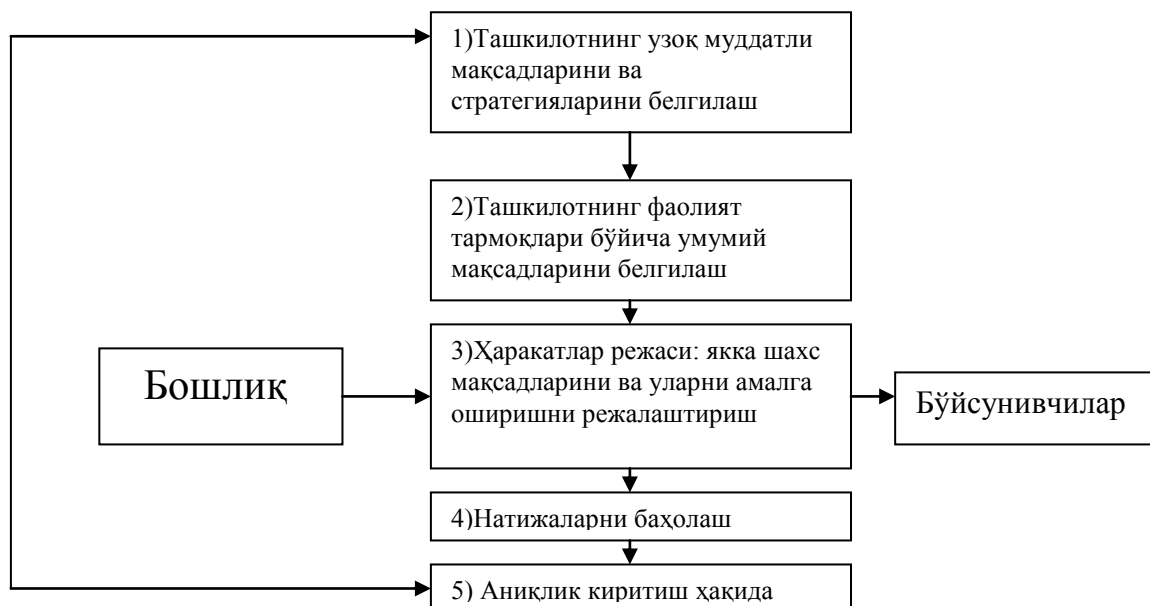 1)Ташкилотнинг узоқ муддатли
мақсадларини ва
стратегияларини белгилаш
2)Ташкилотнинг фаолият
тармоқлари бўйича умумий
мақсадларини белгилаш
Бошлиқ
3)Ҳаракатлар режаси: якка шахс
мақсадларини ва уларни амалга
оширишни режалаштириш
Бўйсунивчилар
4)Натижаларни баҳолаш
5) Аниқлик киритиш ҳақида